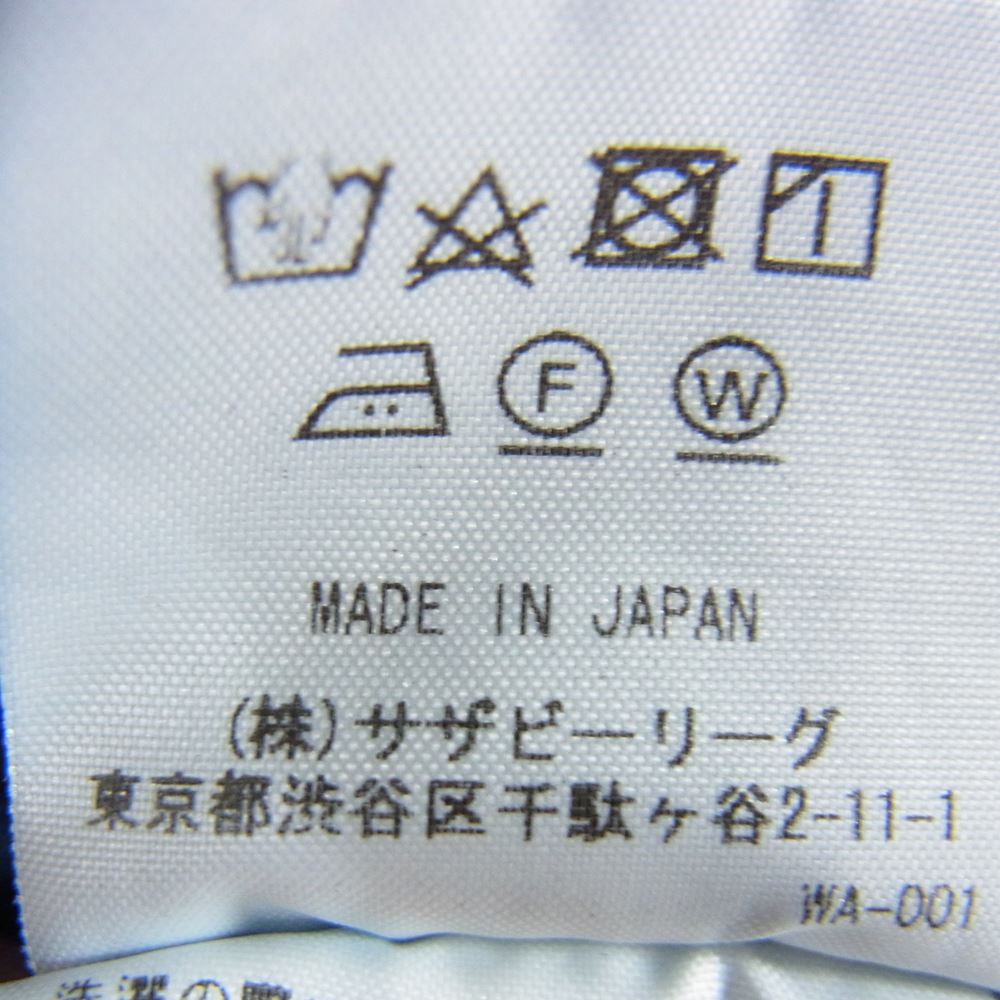 F W
MADE IN JAPAN
(株)サザビーリーグ
東京都渋谷区千駄ヶ谷2-11-1
WA-001